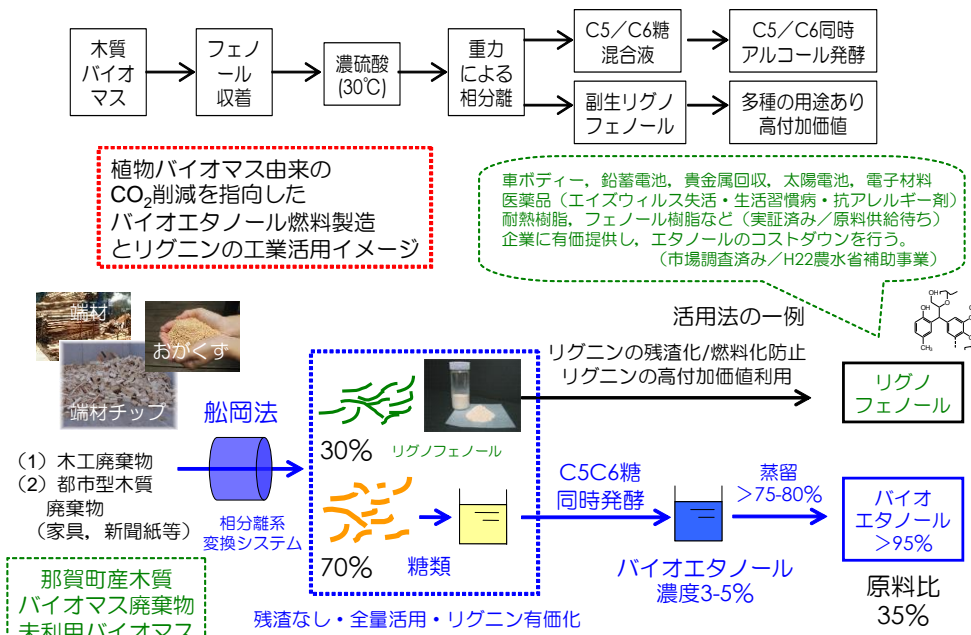 木質
バイオ
マス
フェノ
ール
収着
濃硫酸
(30℃)
重力
による
相分離
C5／C6糖
混合液
C5／C6同時
アルコール発酵
副生リグノ
フェノール
多種の用途あり
高付加価値
植物バイオマス由来の
CO₂削減を指向した
バイオエタノール燃料製造
とリグニンの工業活用イメージ
車ボディー，鉛蓄電池，貴金属回収，太陽電池，電子材料
医薬品（エイズウィルス失活・生活習慣病・抗アレルギー剤）
耐熱樹脂，フェノール樹脂など（実証済み／原料供給待ち）
企業に有価提供し，エタノールのコストダウンを行う。
（市場調査済み／H22農水省補助事業）
活用法の一例
HO
OH
CH₃
端材
おがくず
端材チップ
舩岡法
リグニンの残渣化/燃料化防止
リグニンの高付加価値利用
リグノ
フェノール
30%
リグノフェノール
（1）木工廃棄物
（2）都市型木質
廃棄物
（家具，新聞紙等）
相分離系
変換システム
70%
糖類
C5C6糖
同時発酵
蒸留
>75-80%
バイオ
エタノール
>95%
バイオエタノール
濃度3-5%
原料比
35%
那賀町産木質
バイオマス廃棄物
未利用バイオマス
残渣なし・全量活用・リグニン有価化